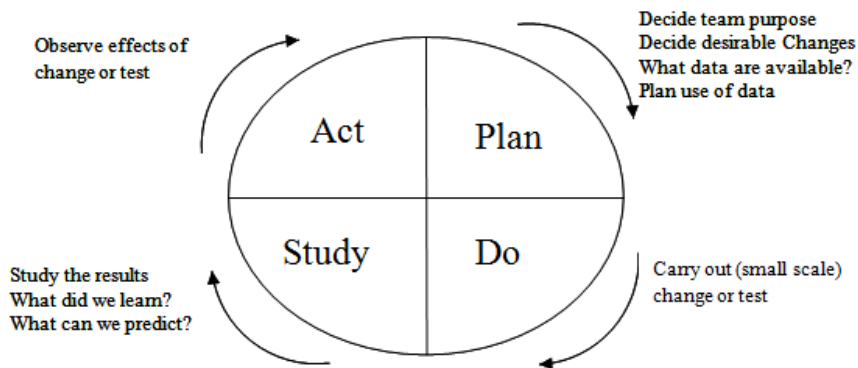 Decide team purpose
Decide desirable Changes
What data are available?
Plan use of data
Observe effects of
change or test
Act
Plan
Study
Do
Study the results
What did we learn?
What can we predict?
Carry out (small scale)
change or test